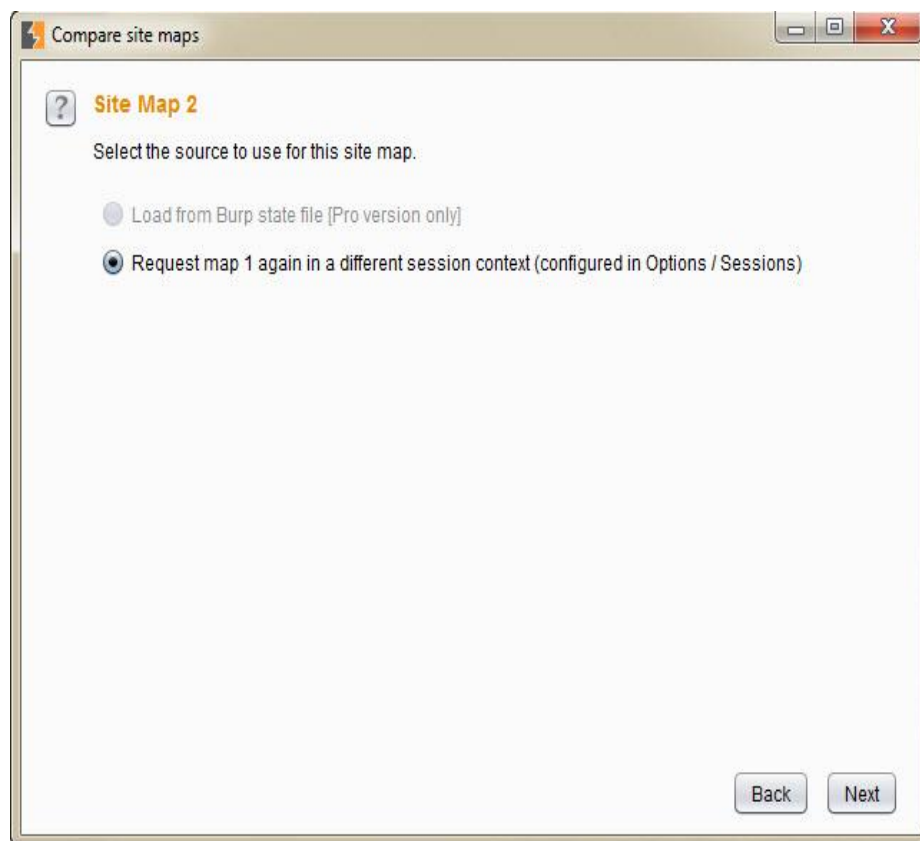 Compare site maps
?
Site Map 2
Select the source to use for this site map.
Load from Burp state file [Pro version only]
Request map 1 again in a different session context (configured in Options / Sessions)
Back Next